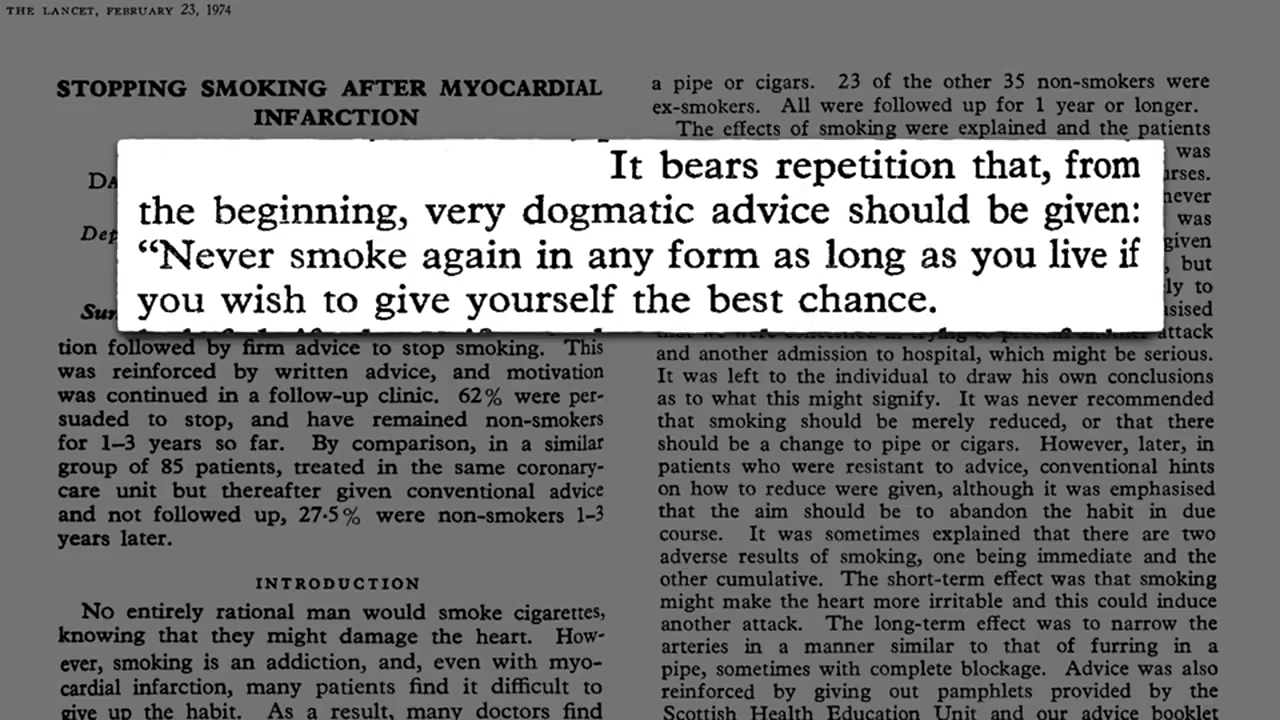 THE LANCET, FEBRUARY 23, 1974
STOPPING SMOKING AFTER MYOCARDIAL
INFARCTION
It bears repetition that, from
the beginning, very dogmatic advice should be given:
“Never smoke again in any form as long as you live if
you wish to give yourself the best chance.
tion followed by firm advice to stop smoking. This
was reinforced by written advice, and motivation
was continued in a follow-up clinic. 62% were per-
suaded to stop, and have remained non-smokers
for 1–3 years so far. By comparison, in a similar
group of 85 patients, treated in the same coronary-
care unit but thereafter given conventional advice
and not followed up, 27·5% were non-smokers 1–3
years later.
INTRODUCTION
No entirely rational man would smoke cigarettes,
knowing that they might damage the heart. How-
ever, smoking is an addiction, and, even with myo-
cardial infarction, many patients find it difficult to
give up the habit. As a result, many doctors find
a pipe or cigars. 23 of the other 35 non-smokers were
ex-smokers. All were followed up for 1 year or longer.
The effects of smoking were explained and the patients
was
never
was
given
but
to
attack
and another admission to hospital, which might be serious.
It was left to the individual to draw his own conclusions
as to what this might signify. It was never recommended
that smoking should be merely reduced, or that there
should be a change to pipe or cigars. However, later, in
patients who were resistant to advice, conventional hints
on how to reduce were given, although it was emphasised
that the aim should be to abandon the habit in due
course. It was sometimes explained that there are two
adverse results of smoking, one being immediate and the
other cumulative. The short-term effect was that smoking
might make the heart more irritable and this could induce
another attack. The long-term effect was to narrow the
arteries in a manner similar to that of furring in a
pipe, sometimes with complete blockage. Advice was also
reinforced by giving out pamphlets provided by the
Scottish Health Education Unit and our advice booklet